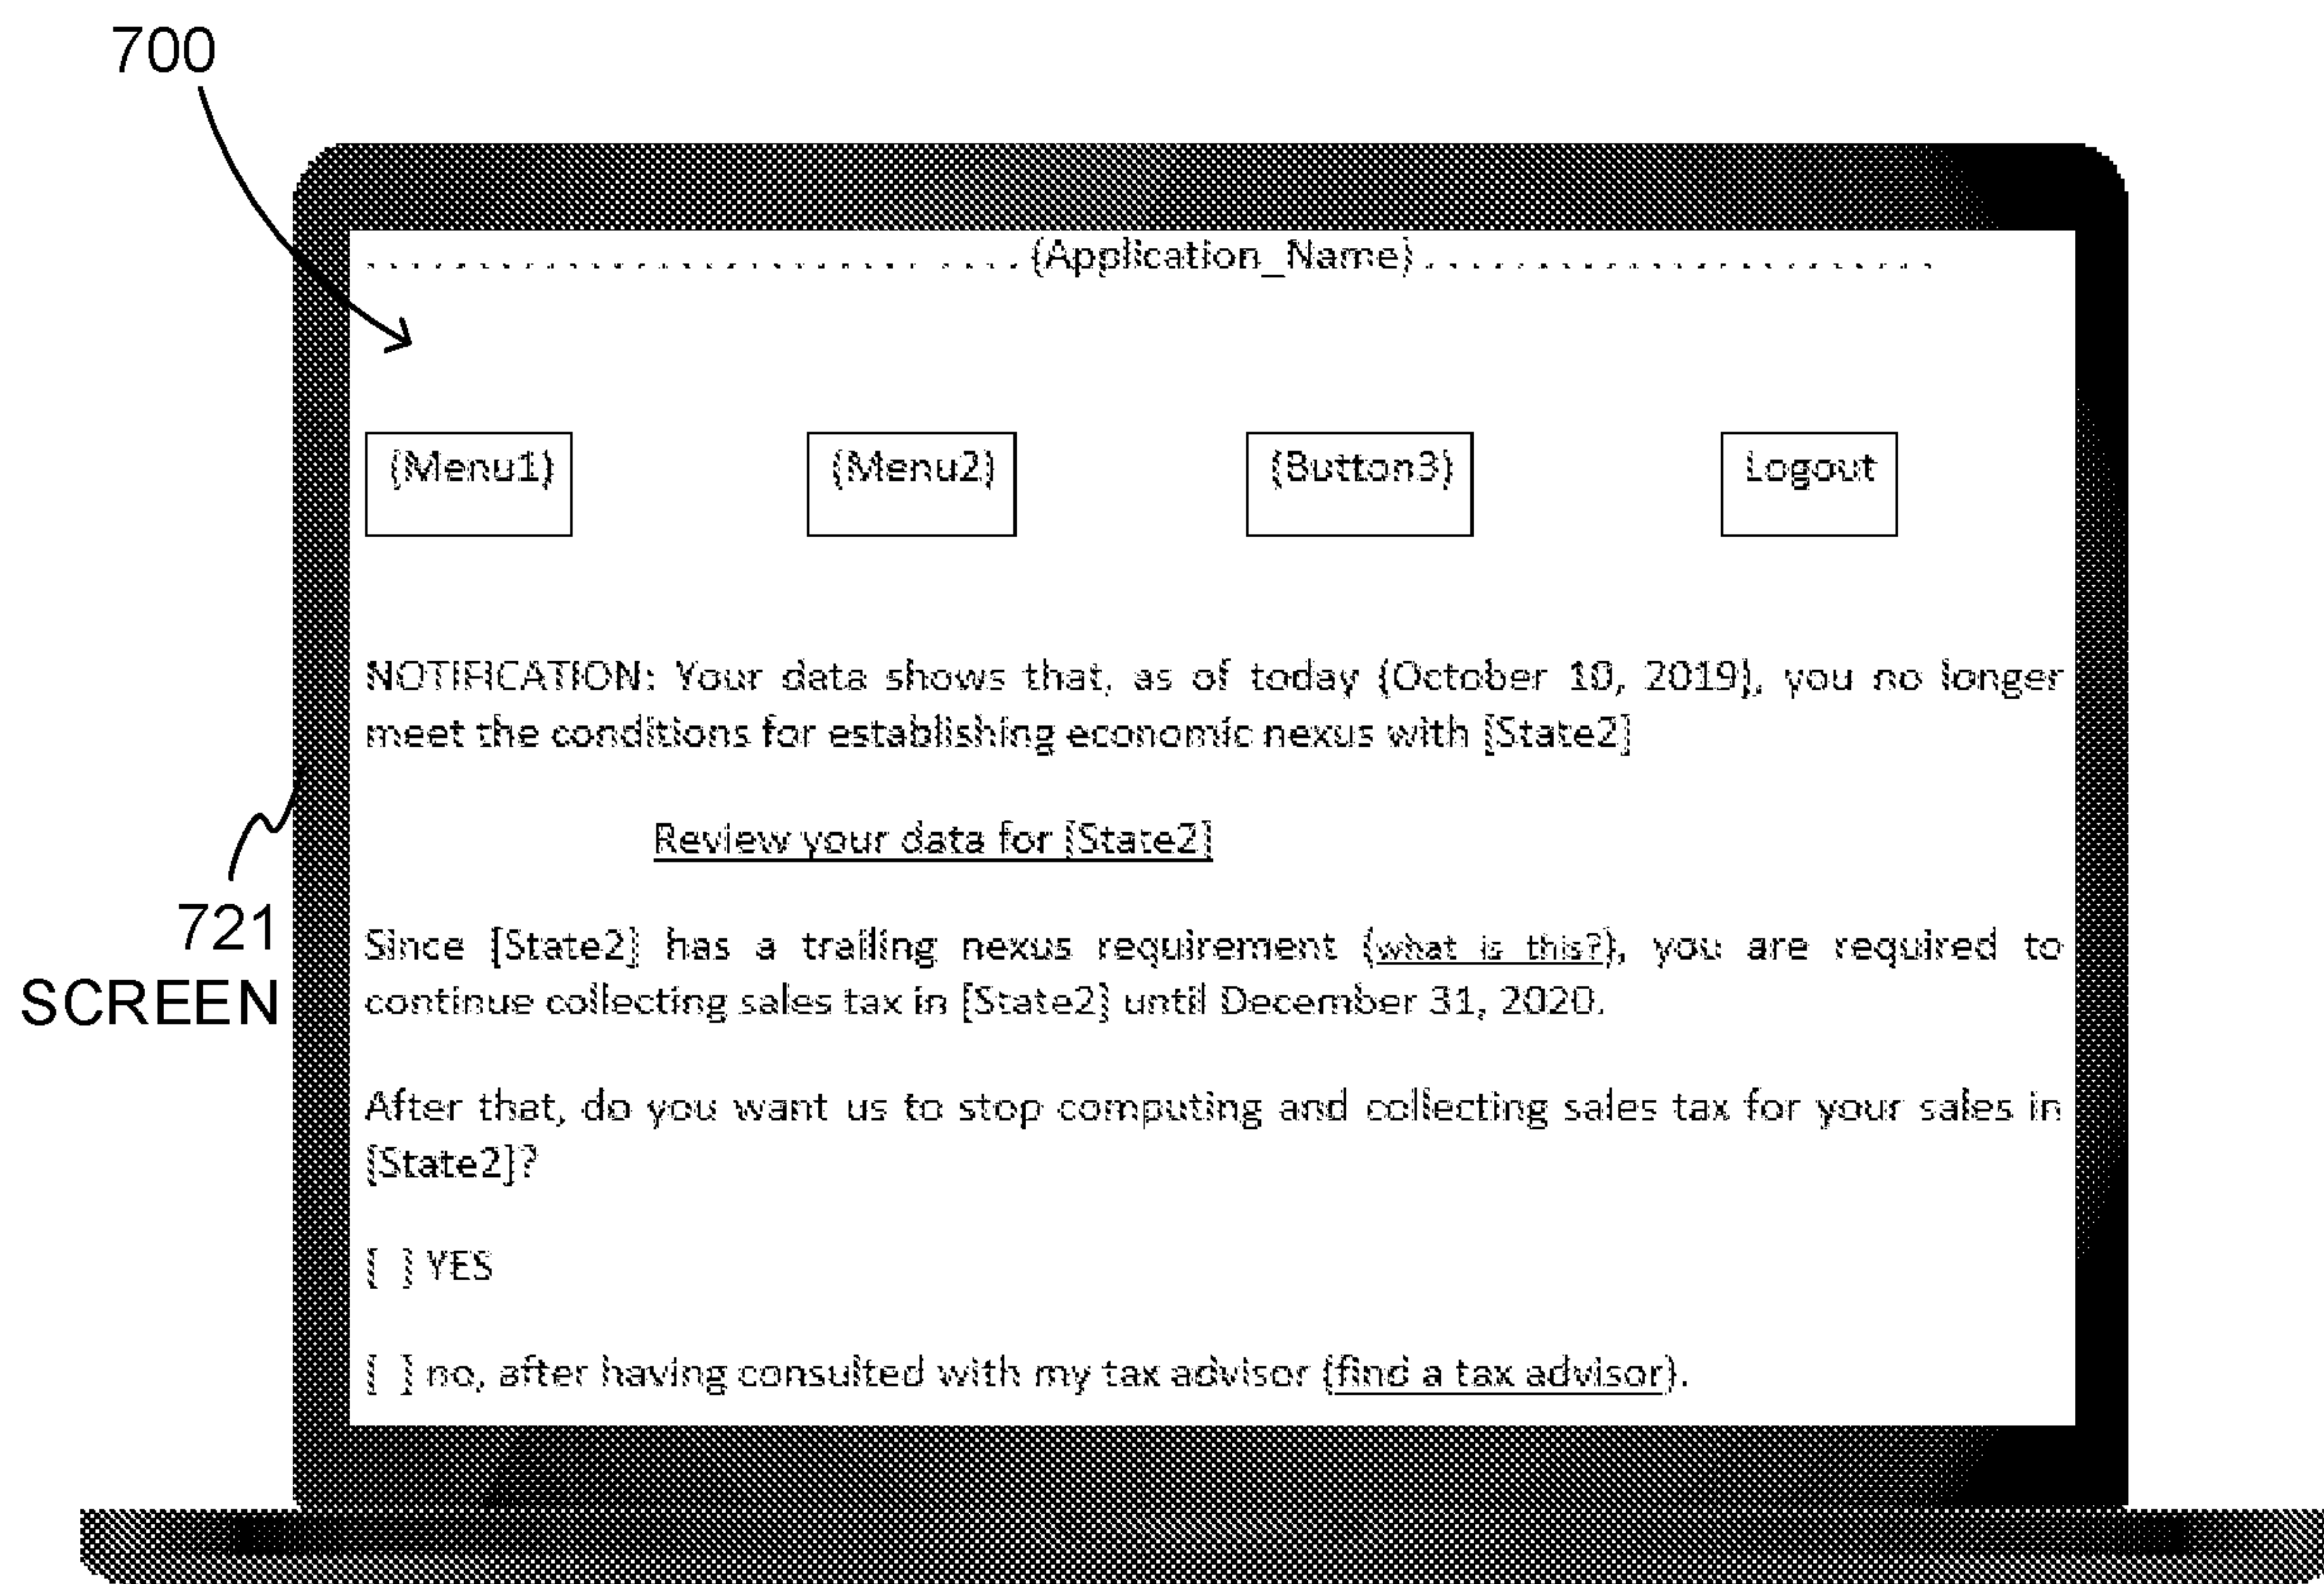 700
(Application_Name)
(Menu1) (Menu2) (Button3) Logout
NOTIFICATION: Your data shows that, as of today (October 10, 2019), you no longer
meet the conditions for establishing economic nexus with [State2]
Review your data for [State2]
721
SCREEN
Since [State2] has a trailing nexus requirement (what is this?), you are required to
continue collecting sales tax in [State2] until December 31, 2020.
After that, do you want us to stop computing and collecting sales tax for your sales in
[State2]?
[ ] YES
[ ] no, after having consulted with my tax advisor (find a tax advisor).